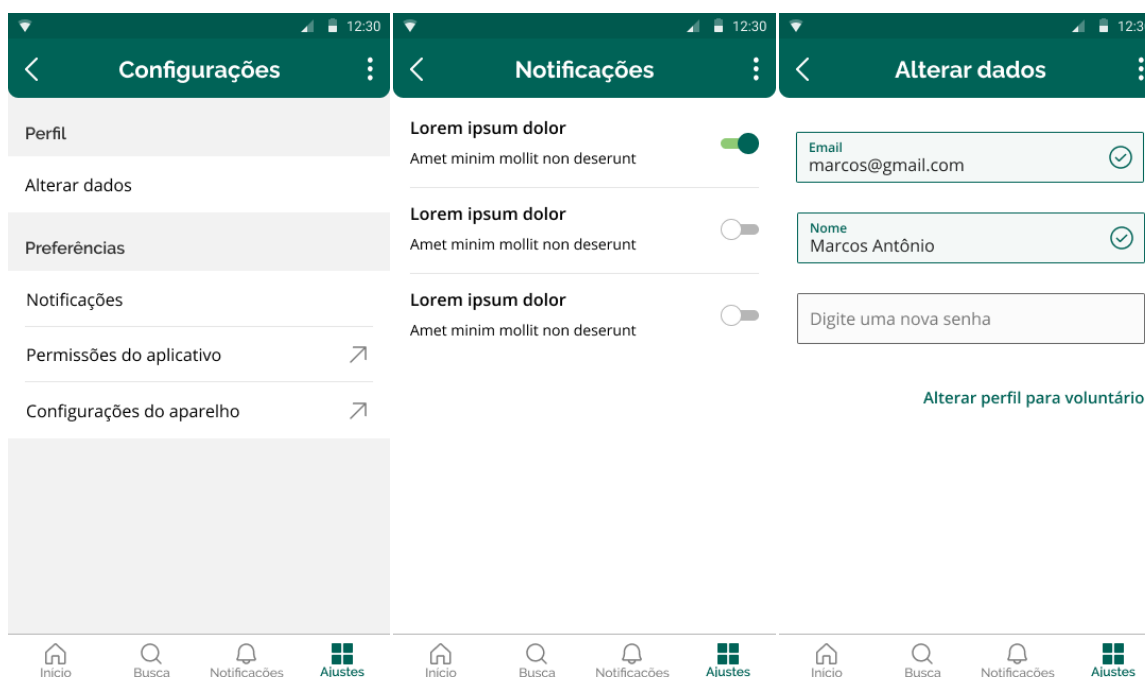 12:30
Configurações
Perfil
Alterar dados
Preferências
Notificações
Permissões do aplicativo
Configurações do aparelho
Início
Busca
Notificações
Ajustes
12:30
Notificações
Lorem ipsum dolor
Amet minim mollit non deserunt
Lorem ipsum dolor
Amet minim mollit non deserunt
Lorem ipsum dolor
Amet minim mollit non deserunt
Início
Busca
Notificações
Ajustes
12:3
Alterar dados
Email
marcos@gmail.com
Nome
Marcos Antônio
Digite uma nova senha
Alterar perfil para voluntário
Início
Busca
Notificações
Ajustes